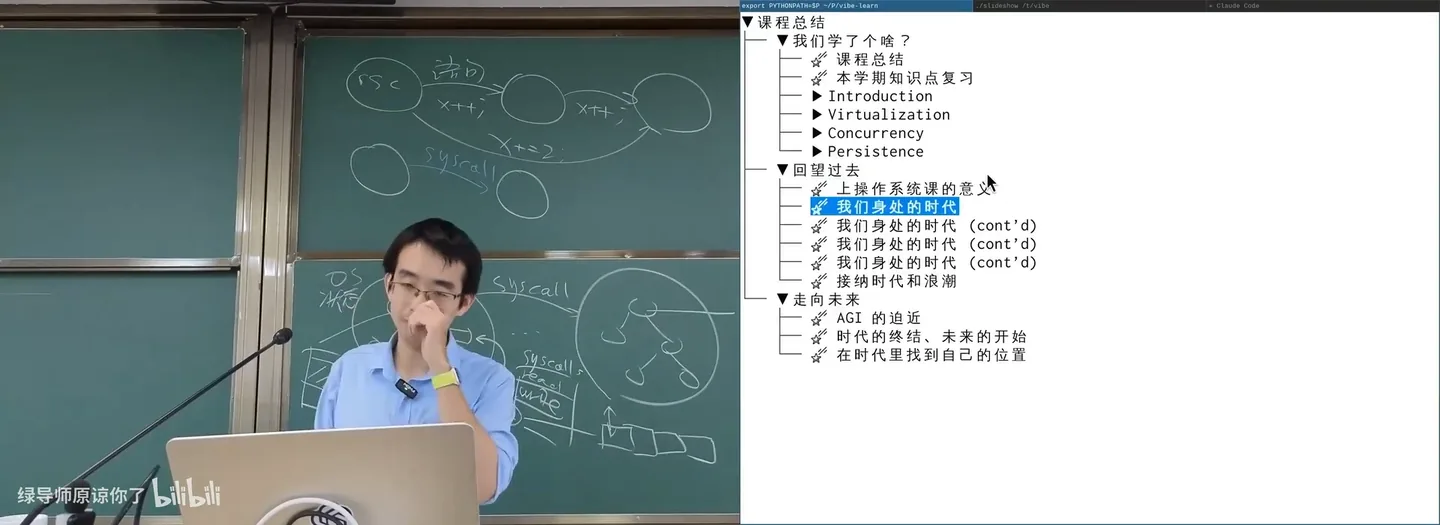 rsc
x++;
x++;
x+=2;
syscall
OS
syscall
...
syscalls
read
write
绿导师原谅你了 bilibili
export PYTHONPATH=$P ~/P/vibe-learn
./slideshow /t/vibe
✳ Claude Code
▼课程总结
▼我们学了个啥？
课程总结
本学期知识点复习
▶ Introduction
▶ Virtualization
▶ Concurrency
▶ Persistence
▼回望过去
上操作系统课的意义
我们身处的时代
我们身处的时代 (cont’d)
我们身处的时代 (cont’d)
我们身处的时代 (cont’d)
接纳时代和浪潮
▼走向未来
AGI 的迫近
时代的终结、未来的开始
在时代里找到自己的位置